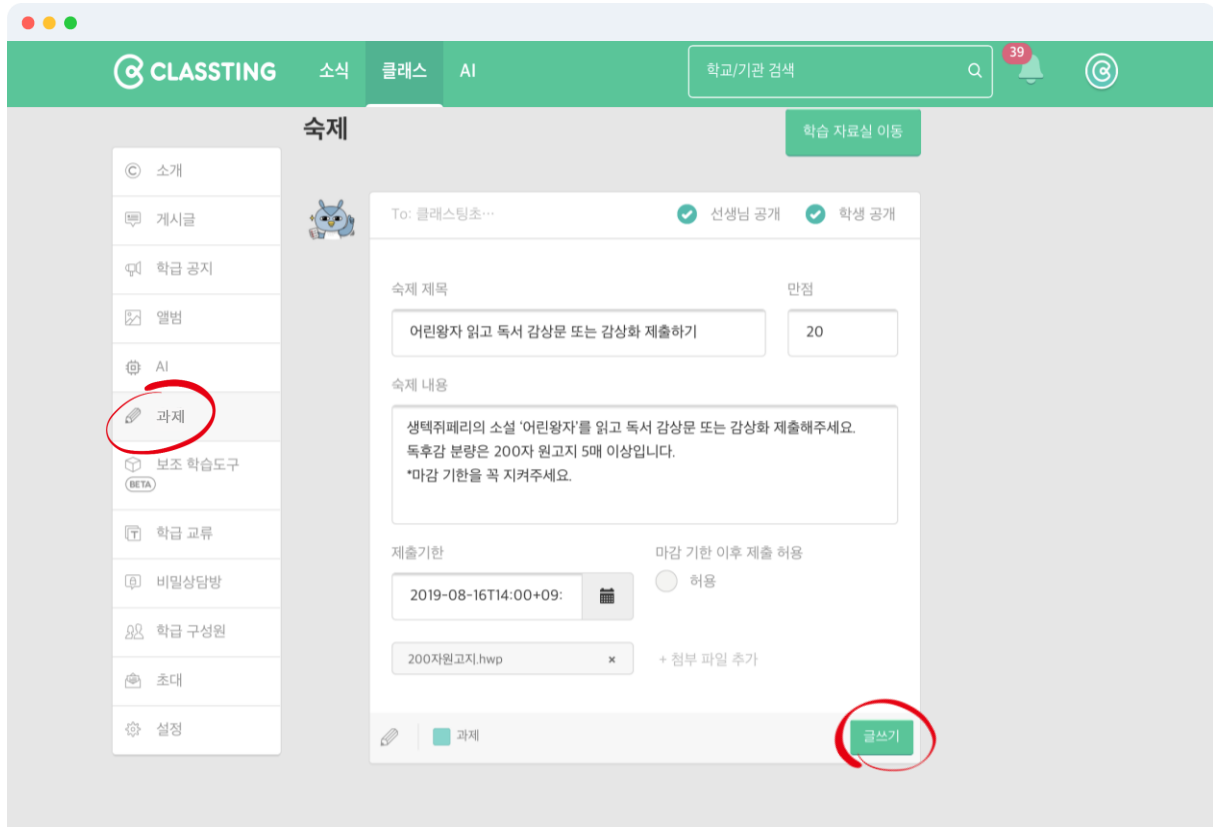 CLASSTING 소식 클래스 AI 학교/기관 검색 39
숙제 학습 자료실 이동
소개
게시글
학급 공지
앨범
AI
과제
보조 학습도구
BETA
학급 교류
비밀상담방
학급 구성원
초대
설정
To: 클래스팅초… 선생님 공개 학생 공개
숙제 제목 만점
어린왕자 읽고 독서 감상문 또는 감상화 제출하기 20
숙제 내용
생텍쥐페리의 소설 '어린왕자'를 읽고 독서 감상문 또는 감상화 제출해주세요.
독후감 분량은 200자 원고지 5매 이상입니다.
*마감 기한을 꼭 지켜주세요.
제출기한 마감 기한 이후 제출 허용
2019-08-16T14:00+09: 허용
200자원고지.hwp × + 첨부 파일 추가
과제 글쓰기